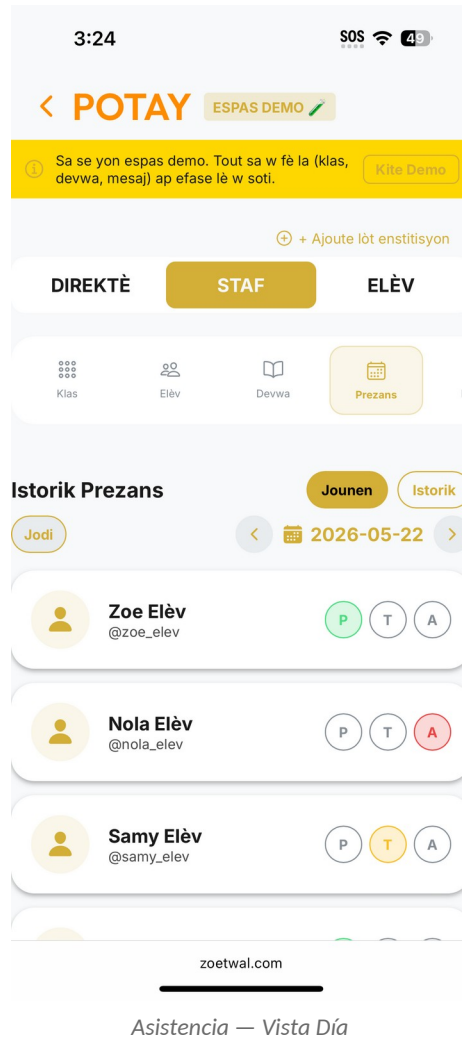 3:24
SOS
49
POTAY
ESPAS DEMO
Sa se yon espas demo. Tout sa w fè la (klas,
devwa, mesaj) ap efase lè w soti.
Kite Demo
+ Ajoute lòt enstitisyon
DIREKTÈ
STAF
ELÈV
Klas
Elèv
Devwa
Prezans
Istorik Prezans
Jounen
Istorik
Jodi
2026-05-22
Zoe Elèv
@zoe_elev
P T A
Nola Elèv
@nola_elev
P T A
Samy Elèv
@samy_elev
P T A
zoetwal.com
Asistencia — Vista Día